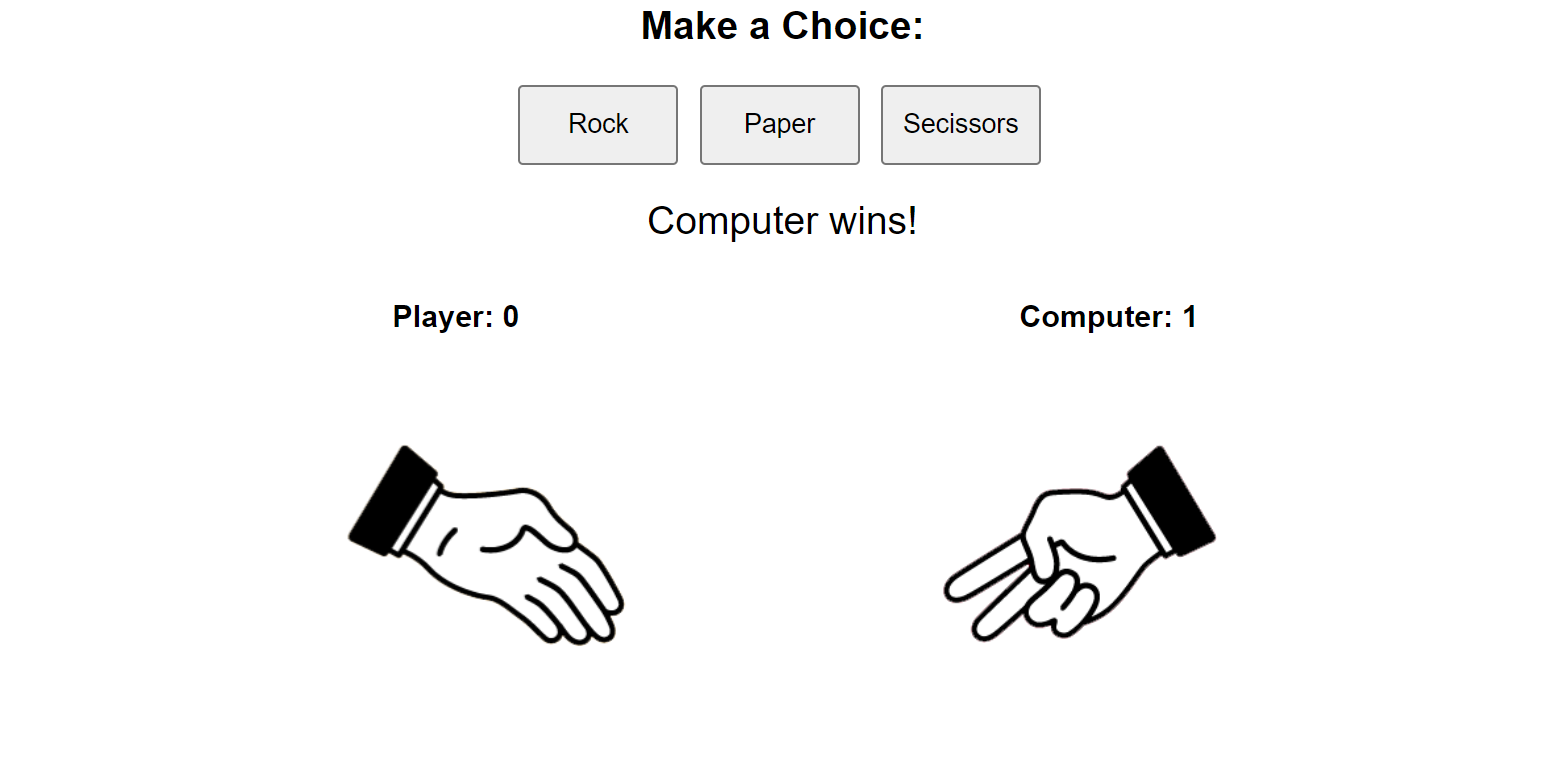 Make a Choice:
Rock Paper Secissors
Computer wins!
Player: 0 Computer: 1